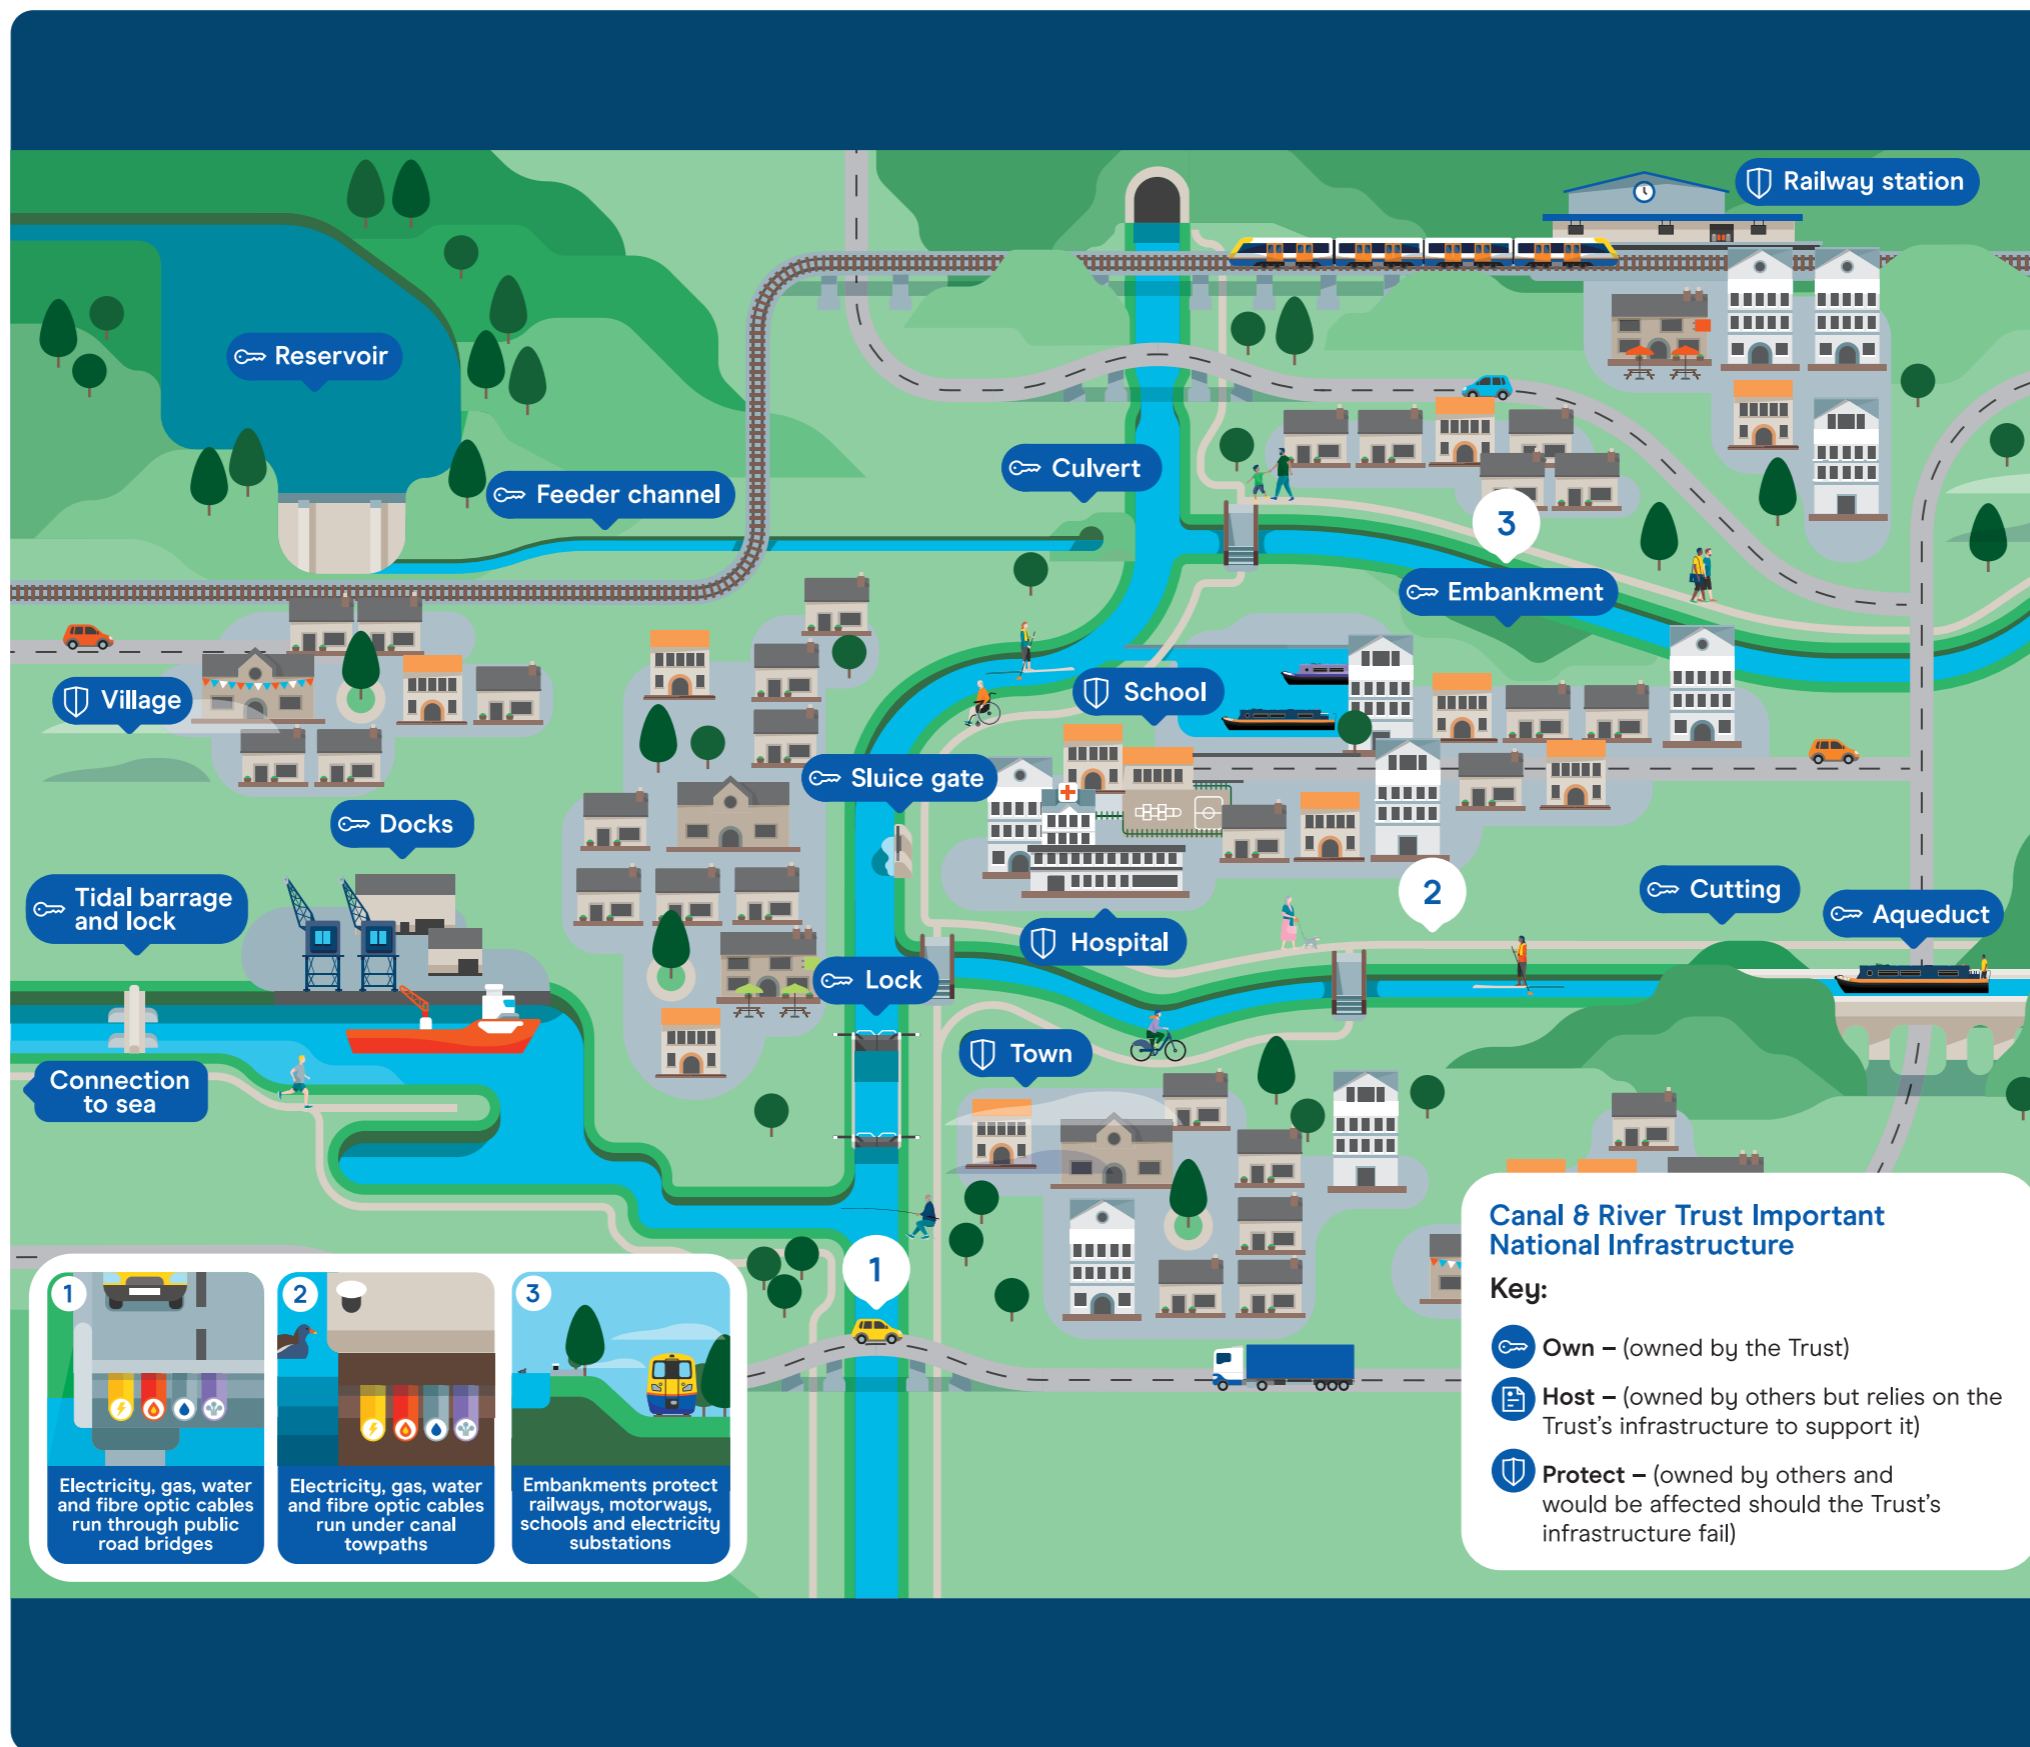 Railway station
Reservoir
Culvert
Feeder channel
3
Embankment
School
Village
Sluice gate
Docks
2
Cutting
Tidal barrage
and lock
Aqueduct
Hospital
Lock
Town
Connection
to sea
1
1
Electricity, gas, water
and fibre optic cables
run through public
road bridges
2
Electricity, gas, water
and fibre optic cables
run under canal
towpaths
3
Embankments protect
railways, motorways,
schools and electricity
substations
Canal & River Trust Important
National Infrastructure
Key:
Own – (owned by the Trust)
Host – (owned by others but relies on the
Trust’s infrastructure to support it)
Protect – (owned by others and
would be affected should the Trust’s
infrastructure fail)